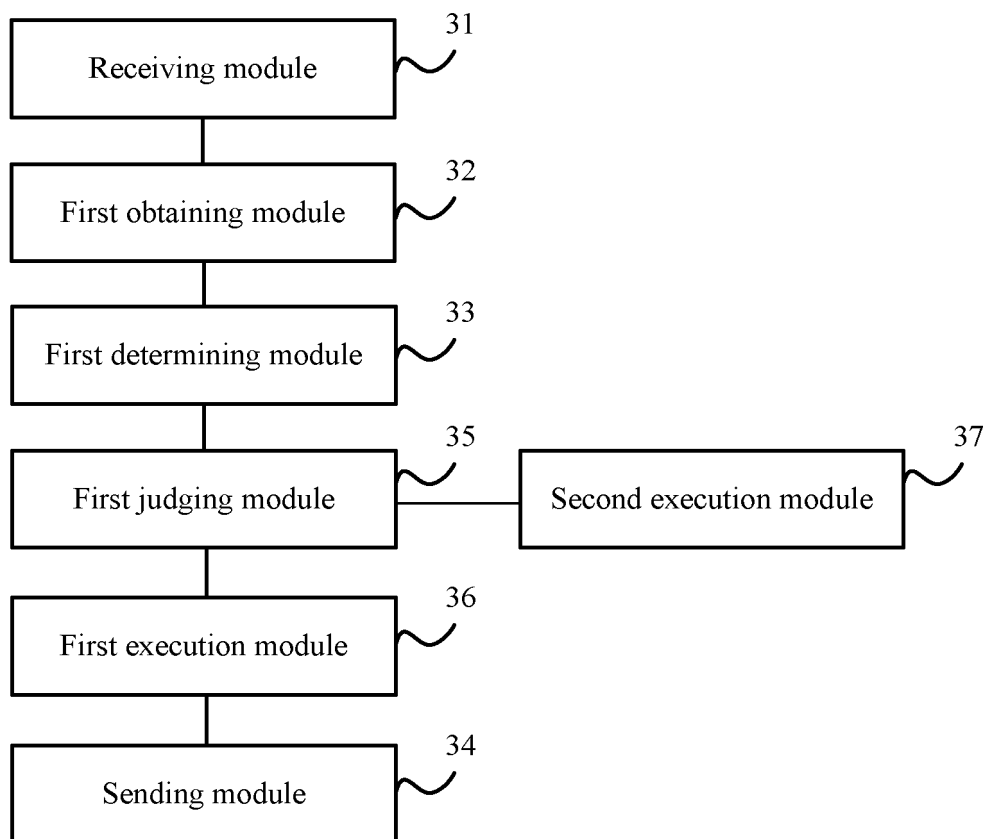 31
Receiving module
32
First obtaining module
33
First determining module
35
37
First judging module
Second execution module
36
First execution module
34
Sending module